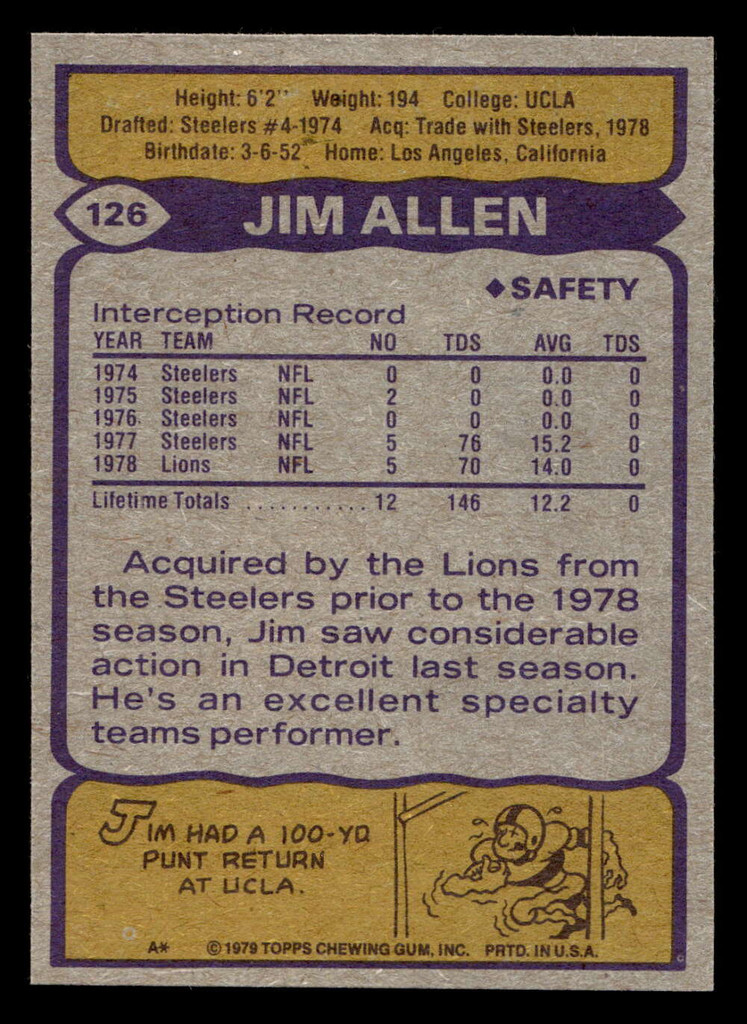 Height: 6'2" Weight: 194 College: UCLA
Drafted: Steelers #4-1974 Acq: Trade with Steelers, 1978
Birthdate: 3-6-52 Home: Los Angeles, California
126 JIM ALLEN
◆SAFETY
Interception Record
YEAR TEAM NO TDS AVG TDS
1974 Steelers NFL 0 0 0.0 0
1975 Steelers NFL 2 0 0.0 0
1976 Steelers NFL 0 0 0.0 0
1977 Steelers NFL 5 76 15.2 0
1978 Lions NFL 5 70 14.0 0
Lifetime Totals ........... 12 146 12.2 0
Acquired by the Lions from
the Steelers prior to the 1978
season, Jim saw considerable
action in Detroit last season.
He's an excellent specialty
teams performer.
JIM HAD A 100-YD
PUNT RETURN
AT UCLA.
A* © 1979 TOPPS CHEWING GUM, INC. PRTD. IN U.S.A.
C